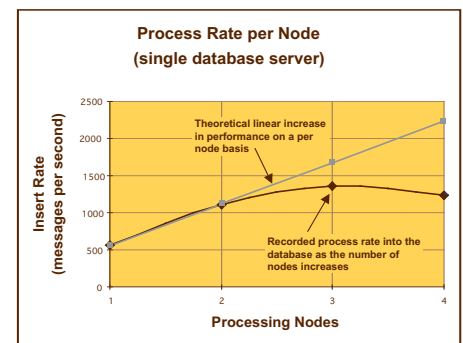 Process Rate per Node
(single database server)
Insert Rate
(messages per second)
2500
2000
1500
1000
500
0
Theoretical linear increase
in performance on a per
node basis
Recorded process rate into the
database as the number of
nodes increases
1 2 3 4
Processing Nodes